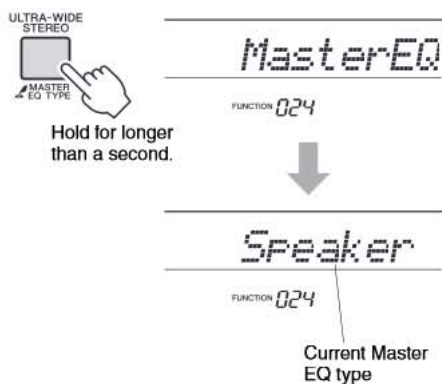 ULTRA-WIDE
STEREO
MASTER
EQ TYPE
Hold for longer
than a second.
MasterEQ
FUNCTION 024
Speaker
FUNCTION 024
Current Master
EQ type